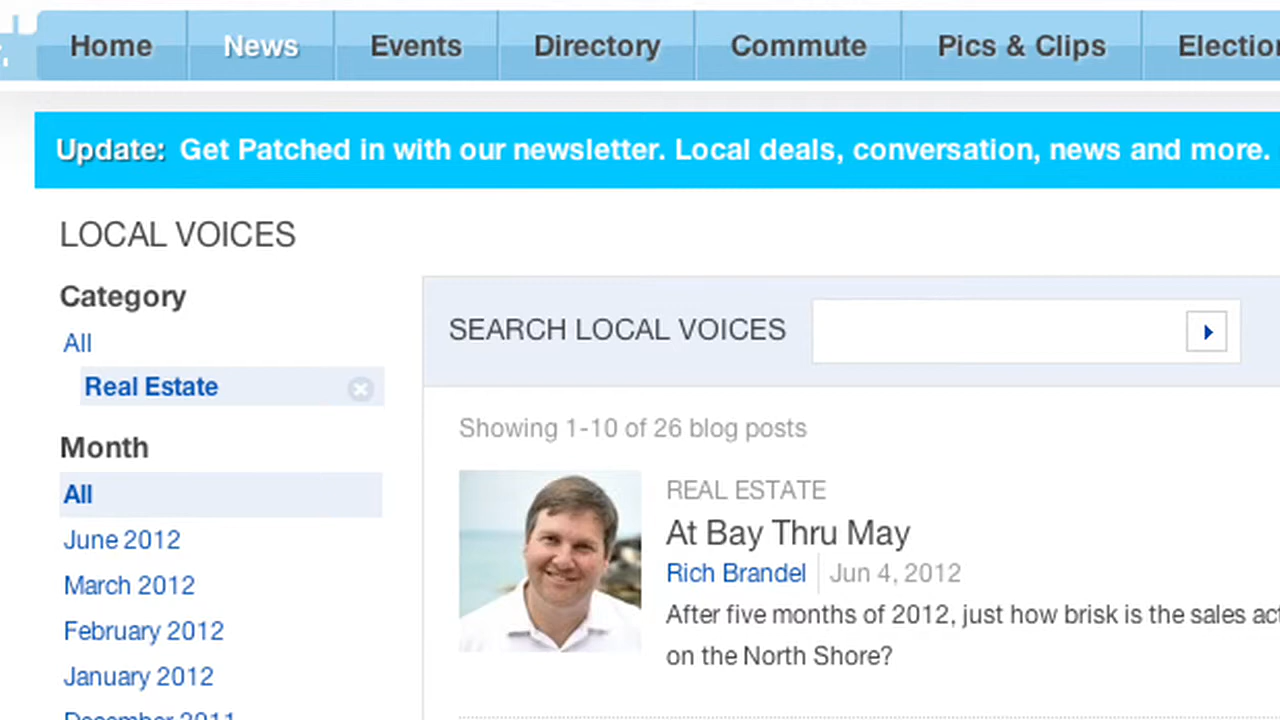 Home News Events Directory Commute Pics & Clips
Update: Get Patched in with our newsletter. Local deals, conversation, news and more.
LOCAL VOICES
Category
All
Real Estate
Month
All
June 2012
March 2012
February 2012
January 2012
December 2011
SEARCH LOCAL VOICES
Showing 1-10 of 26 blog posts
REAL ESTATE
At Bay Thru May
Rich Brandel Jun 4, 2012
After five months of 2012, just how brisk is the sales
on the North Shore?